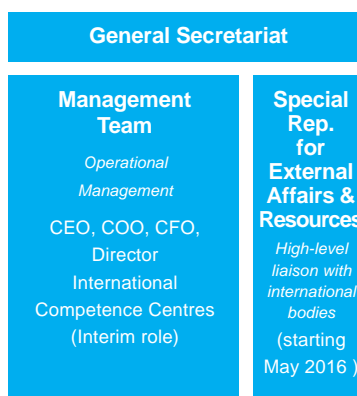 General Secretariat
Management
Team
Operational
Management
CEO, COO, CFO,
Director
International
Competence Centres
(Interim role)
Special
Rep.
for
External
Affairs &
Resources
High-level
liaison with
international
bodies
(starting
May 2016 )